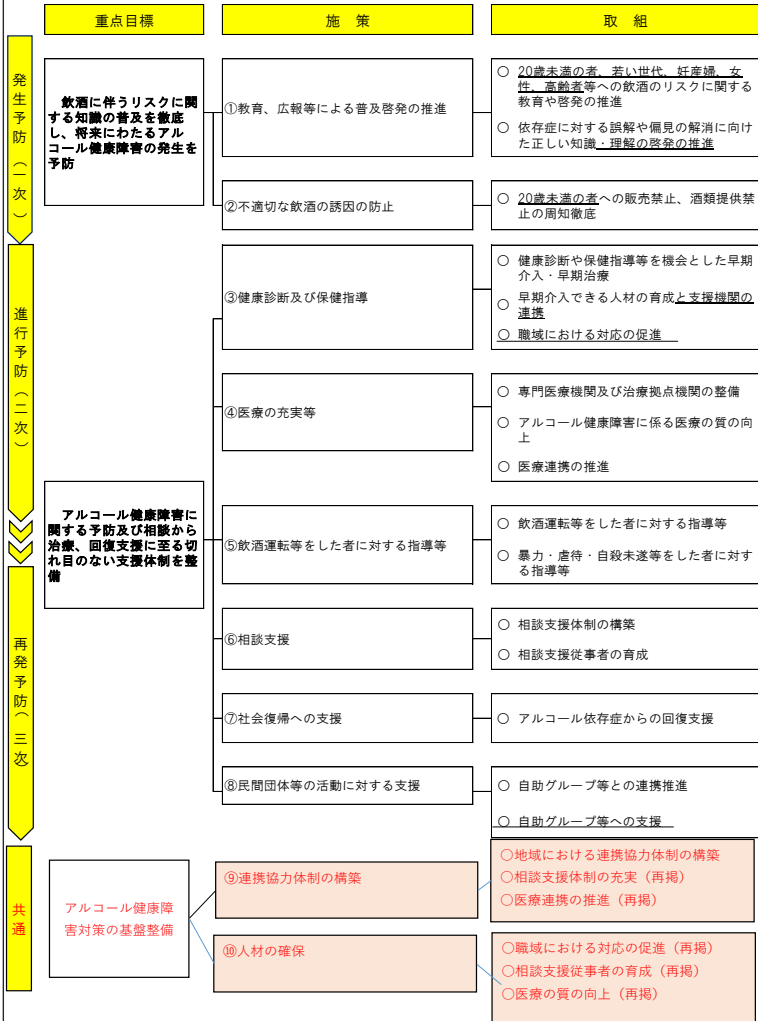 重点目標
施 策
取 組
発生予防（一次）
飲酒に伴うリスクに関
する知識の普及を徹底
し、将来にわたるアル
コール健康障害の発生を
予防
①教育、広報等による普及啓発の推進
○ 20歳未満の者、若い世代、妊産婦、女
性、高齢者等への飲酒のリスクに関する
教育や啓発の推進
○ 依存症に対する誤解や偏見の解消に向け
た正しい知識・理解の啓発の推進
②不適切な飲酒の誘因の防止
○ 20歳未満の者への販売禁止、酒類提供禁
止の周知徹底
進行予防（二次）
③健康診断及び保健指導
○ 健康診断や保健指導等を機会とした早期
介入・早期治療
○ 早期介入できる人材の育成と支援機関の
連携
○ 職域における対応の促進
④医療の充実等
○ 専門医療機関及び治療拠点機関の整備
○ アルコール健康障害に係る医療の質の向
上
○ 医療連携の推進
アルコール健康障害に
関する予防及び相談から
治療、回復支援に至る切
れ目のない支援体制を整
備
⑤飲酒運転等をした者に対する指導等
○ 飲酒運転等をした者に対する指導等
○ 暴力・虐待・自殺未遂等をした者に対す
る指導等
再発予防（三次）
⑥相談支援
○ 相談支援体制の構築
○ 相談支援従事者の育成
⑦社会復帰への支援
○ アルコール依存症からの回復支援
⑧民間団体等の活動に対する支援
○ 自助グループ等との連携推進
○ 自助グループ等への支援
共通
アルコール健康障
害対策の基盤整備
⑨連携協力体制の構築
○地域における連携協力体制の構築
○相談支援体制の充実（再掲）
○医療連携の推進（再掲）
⑩人材の確保
○職域における対応の促進（再掲）
○相談支援従事者の育成（再掲）
○医療の質の向上（再掲）